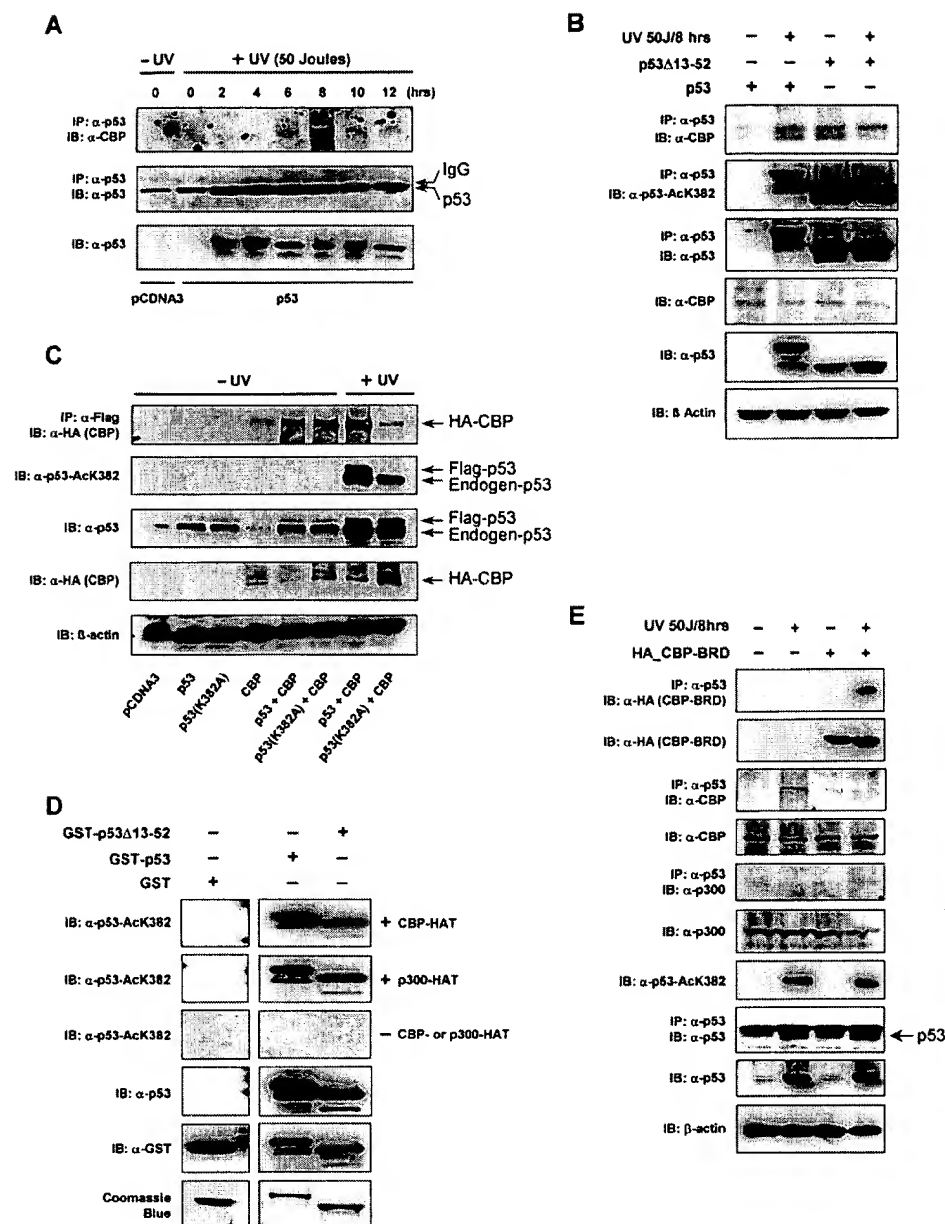 A
– UV
+ UV (50 Joules)
0 0 2 4 6 8 10 12 (hrs)
IP: α-p53
IB: α-CBP
IP: α-p53
IB: α-p53
IgG
p53
IB: α-p53
pCDNA3
p53
B
UV 50J/8 hrs – + – +
p53Δ13-52 – – + +
p53 + + – –
IP: α-p53
IB: α-CBP
IP: α-p53
IB: α-p53-AcK382
IP: α-p53
IB: α-p53
IB: α-CBP
IB: α-p53
IB: ß Actin
C
– UV
+ UV
IP: α-Flag
IB: α-HA (CBP)
HA-CBP
IB: α-p53-AcK382
Flag-p53
Endogen-p53
IB: α-p53
Flag-p53
Endogen-p53
IB: α-HA (CBP)
HA-CBP
IB: ß-actin
pCDNA3
p53
p53(K382A)
CBP
p53 + CBP
p53(K382A) + CBP
p53 + CBP
p53(K382A) + CBP
D
GST-p53Δ13-52 – – +
GST-p53 – + –
GST + – –
IB: α-p53-AcK382
+ CBP-HAT
IB: α-p53-AcK382
+ p300-HAT
IB: α-p53-AcK382
– CBP- or p300-HAT
IB: α-p53
IB: α-GST
Coomassie
Blue
E
UV 50J/8hrs – + – +
HA_CBP-BRD – – + +
IP: α-p53
IB: α-HA (CBP-BRD)
IB: α-HA (CBP-BRD)
IP: α-p53
IB: α-CBP
IB: α-CBP
IP: α-p53
IB: α-p300
IB: α-p300
IB: α-p53-AcK382
IP: α-p53
IB: α-p53
p53
IB: α-p53
IB: β-actin